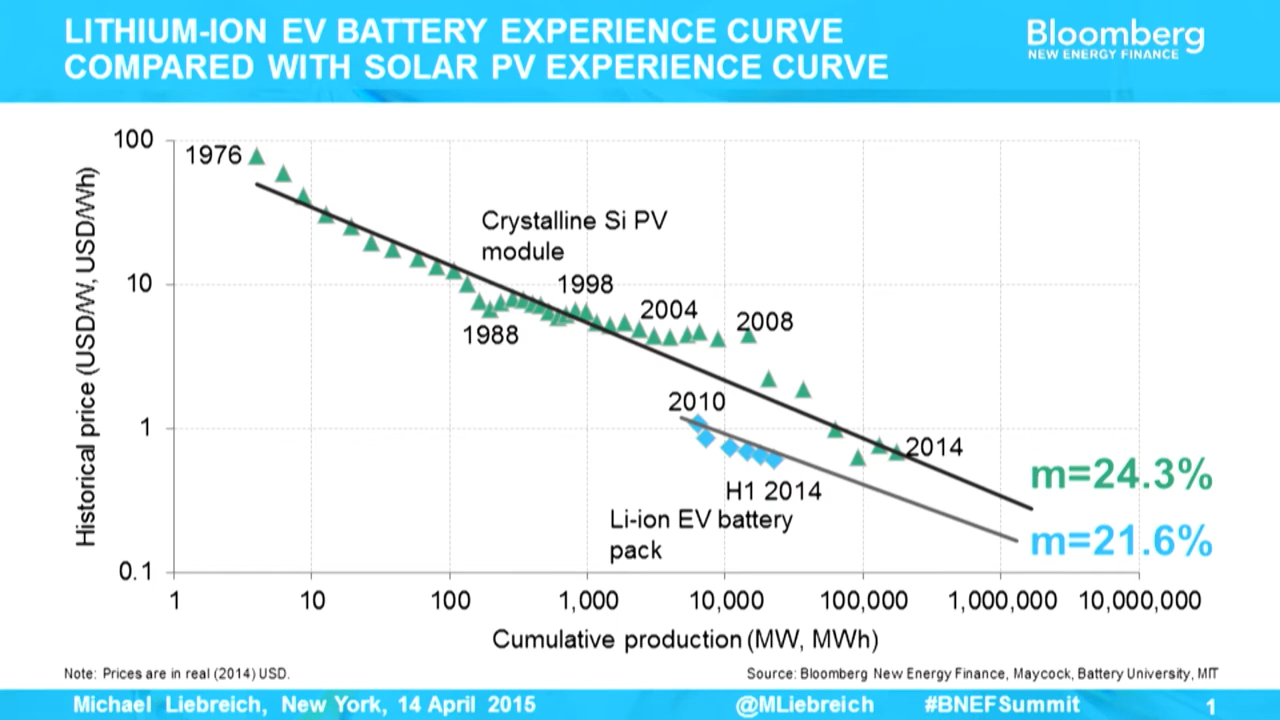 LITHIUM-ION EV BATTERY EXPERIENCE CURVE
COMPARED WITH SOLAR PV EXPERIENCE CURVE
Bloomberg
NEW ENERGY FINANCE
Historical price (USD/W, USD/Wh)
100
10
1
0.1
1976
Crystalline Si PV
module
1998
1988
2004
2008
2010
2014
H1 2014
Li-ion EV battery
pack
m=24.3%
m=21.6%
1
10
100
1,000
10,000
100,000
1,000,000
10,000,000
Cumulative production (MW, MWh)
Note: Prices are in real (2014) USD.
Source: Bloomberg New Energy Finance, Maycock, Battery University, MIT
Michael Liebreich, New York, 14 April 2015
@MLiebreich
#BNEFSummit
1